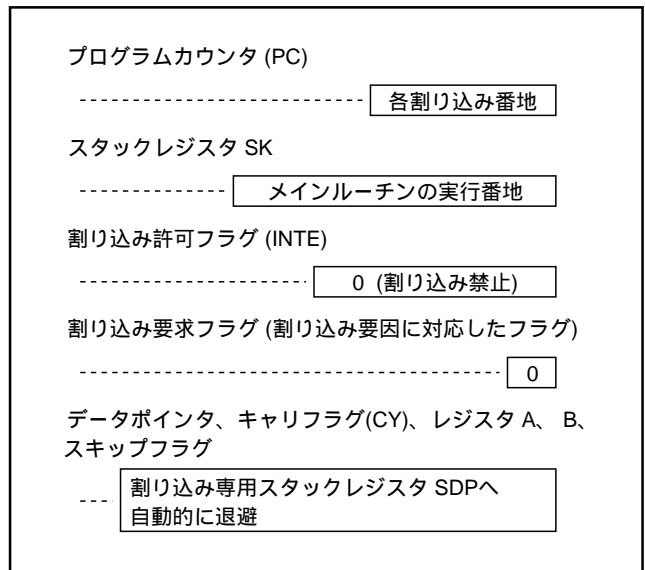 プログラムカウンタ (PC)
各割り込み番地
スタックレジスタ SK
メインルーチンの実行番地
割り込み許可フラグ (INTE)
0 (割り込み禁止)
割り込み要求フラグ (割り込み要因に対応したフラグ)
0
データポインタ、キャリフラグ(CY)、レジスタ A、 B、
スキップフラグ
割り込み専用スタックレジスタ SDPへ
自動的に退避